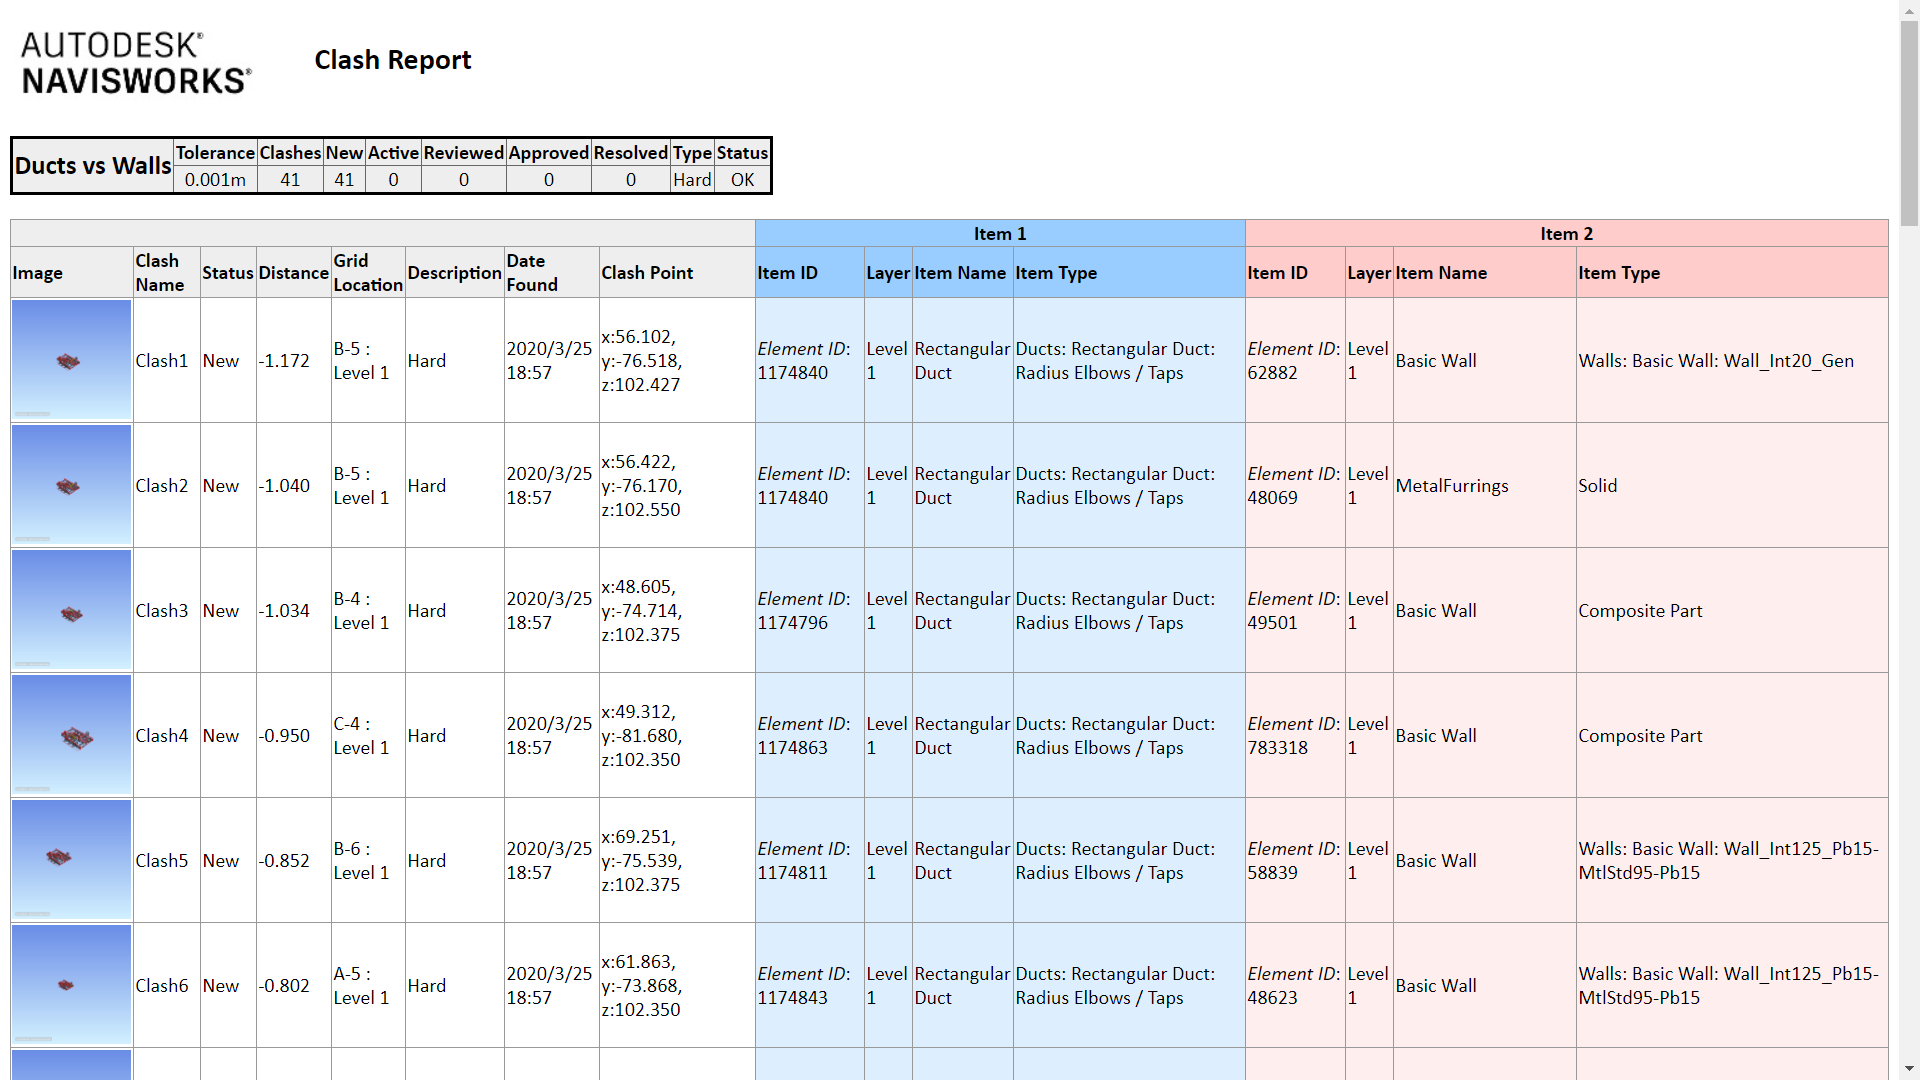 AUTODESK®
NAVISWORKS®
Clash Report
Ducts vs Walls
Tolerance Clashes New Active Reviewed Approved Resolved Type Status
0.001m 41 41 0 0 0 0 Hard OK
Item 1 Item 2
Image Clash Name Status Distance Grid Location Description Date Found Clash Point Item ID Layer Item Name Item Type Item ID Layer Item Name Item Type
Clash1 New -1.172 B-5 : Level 1 Hard 2020/3/25 18:57 x:56.102, y:-76.518, z:102.427 Element ID: 1174840 Level 1 Rectangular Duct Ducts: Rectangular Duct: Radius Elbows / Taps Element ID: 62882 Level 1 Basic Wall Walls: Basic Wall: Wall_Int20_Gen
Clash2 New -1.040 B-5 : Level 1 Hard 2020/3/25 18:57 x:56.422, y:-76.170, z:102.550 Element ID: 1174840 Level 1 Rectangular Duct Ducts: Rectangular Duct: Radius Elbows / Taps Element ID: 48069 Level 1 MetalFurrings Solid
Clash3 New -1.034 B-4 : Level 1 Hard 2020/3/25 18:57 x:48.605, y:-74.714, z:102.375 Element ID: 1174796 Level 1 Rectangular Duct Ducts: Rectangular Duct: Radius Elbows / Taps Element ID: 49501 Level 1 Basic Wall Composite Part
Clash4 New -0.950 C-4 : Level 1 Hard 2020/3/25 18:57 x:49.312, y:-81.680, z:102.350 Element ID: 1174863 Level 1 Rectangular Duct Ducts: Rectangular Duct: Radius Elbows / Taps Element ID: 783318 Level 1 Basic Wall Composite Part
Clash5 New -0.852 B-6 : Level 1 Hard 2020/3/25 18:57 x:69.251, y:-75.539, z:102.375 Element ID: 1174811 Level 1 Rectangular Duct Ducts: Rectangular Duct: Radius Elbows / Taps Element ID: 58839 Level 1 Basic Wall Walls: Basic Wall: Wall_Int125_Pb15-MtlStd95-Pb15
Clash6 New -0.802 A-5 : Level 1 Hard 2020/3/25 18:57 x:61.863, y:-73.868, z:102.350 Element ID: 1174843 Level 1 Rectangular Duct Ducts: Rectangular Duct: Radius Elbows / Taps Element ID: 48623 Level 1 Basic Wall Walls: Basic Wall: Wall_Int125_Pb15-MtlStd95-Pb15